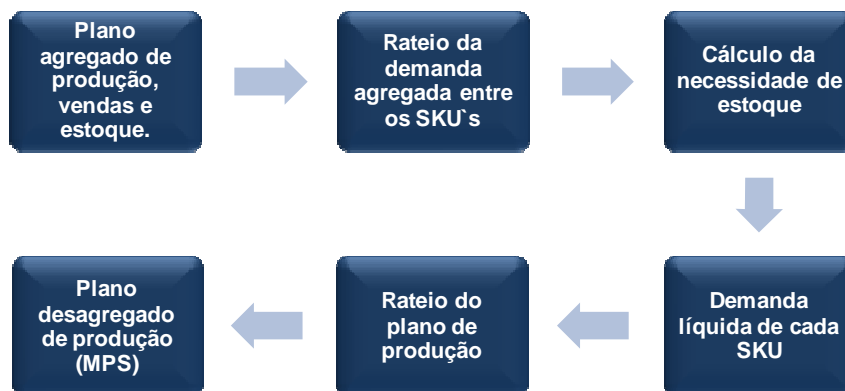 Plano
agregado de
produção,
vendas e
estoque.
Rateio da
demanda
agregada entre
os SKU`s
Cálculo da
necessidade de
estoque
Demanda
líquida de cada
SKU
Rateio do
plano de
produção
Plano
desagregado
de produção
(MPS)